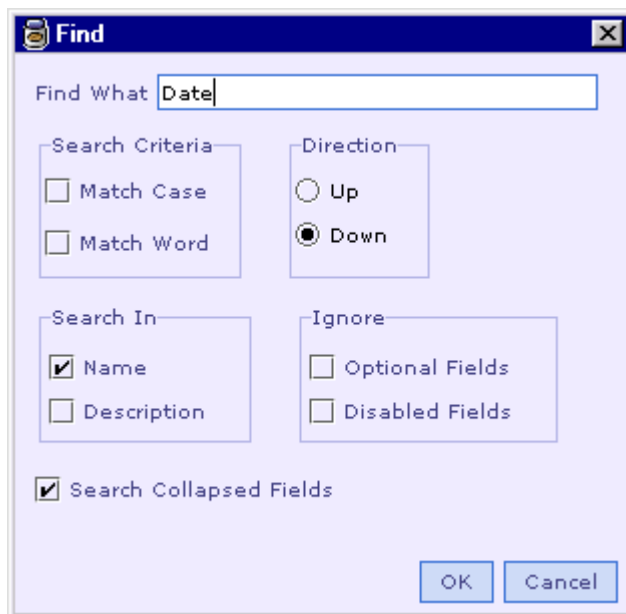 Find
Find What Date
Search Criteria
Match Case
Match Word
Direction
Up
Down
Search In
Name
Description
Ignore
Optional Fields
Disabled Fields
Search Collapsed Fields
OK Cancel